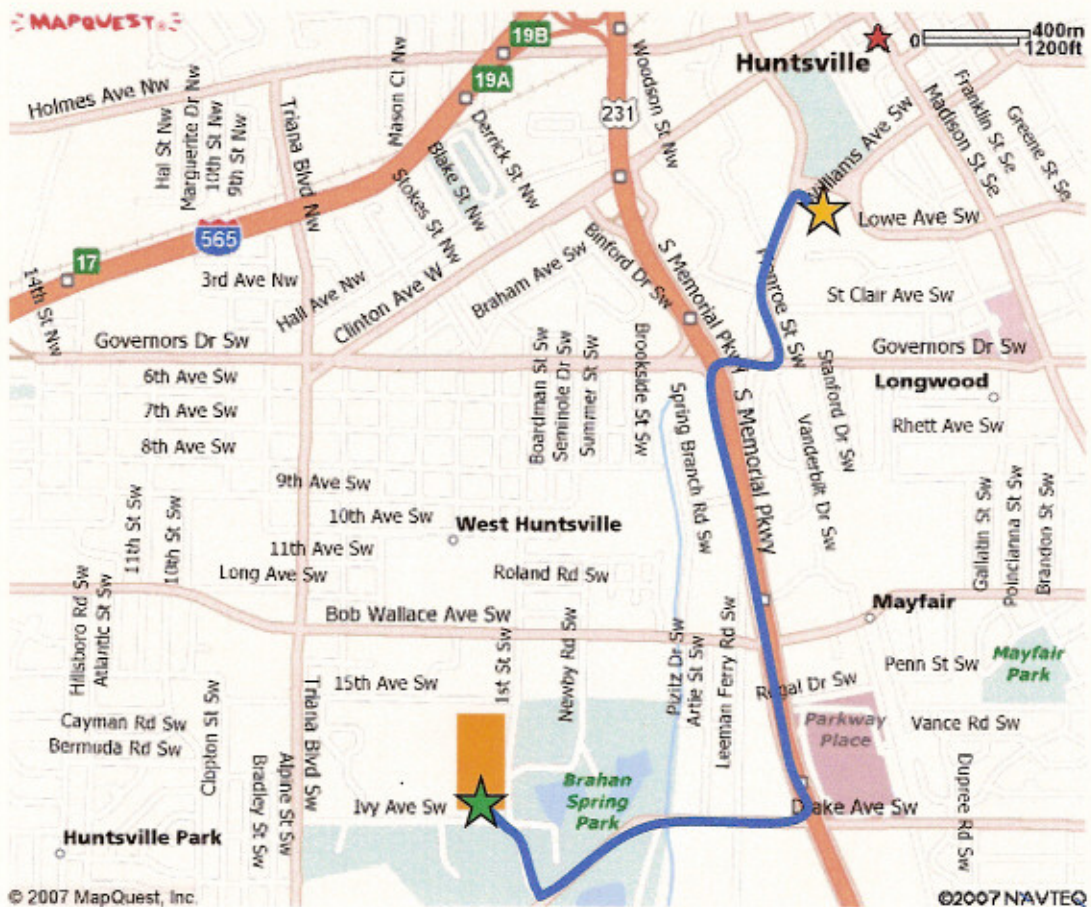 MAPQUEST
19B
400m
0
1200ft
Huntsville
19A
Holmes Ave Nw
Hal St Nw
Marguerite Dr Nw
10th St Nw
9th St Nw
Triana Blvd Nw
Mason Cl Nw
Derrick St Nw
Blake St Nw
Stokes St Nw
231
Woodson St Nw
Franklin St Se
Greene St Se
Madison St Se
Williams Ave Sw
Lowe Ave Sw
565
17
14th St Nw
3rd Ave Nw
Hall Ave Nw
Clinton Ave W
Braham Ave Sw
Binford Dr Sw
S Memorial Pkwy
Monroe St Sw
St Clair Ave Sw
Governors Dr Sw
Governors Dr Sw
6th Ave Sw
7th Ave Sw
8th Ave Sw
Boardman St Sw
Seminole Dr Sw
Summer St Sw
Brookside St Sw
Spring Branch Rd Sw
S Memorial Pkwy
Stanford Dr Sw
Vanderbilt Dr Sw
Longwood
Rhett Ave Sw
9th Ave Sw
10th Ave Sw
West Huntsville
11th Ave Sw
Long Ave Sw
Roland Rd Sw
11th St Sw
10th St Sw
Gallatin St Sw
Poincianna St Sw
Brandon St Sw
Hillsboro Rd Sw
Atlantic St Sw
Bob Wallace Ave Sw
Mayfair
Penn St Sw
Mayfair
Park
15th Ave Sw
1st St Sw
Newby Rd Sw
Pizitz Dr Sw
Artie St Sw
Leeman Ferry Rd Sw
Regal Dr Sw
Parkway
Place
Vance Rd Sw
Cayman Rd Sw
Bermuda Rd Sw
Clopton St Sw
Bradley St Sw
Alpine St Sw
Triana Blvd Sw
Ivy Ave Sw
Brahan
Spring
Park
Drake Ave Sw
Dupree Rd Sw
Huntsville Park
© 2007 MapQuest, Inc.
©2007 NAVTEQ